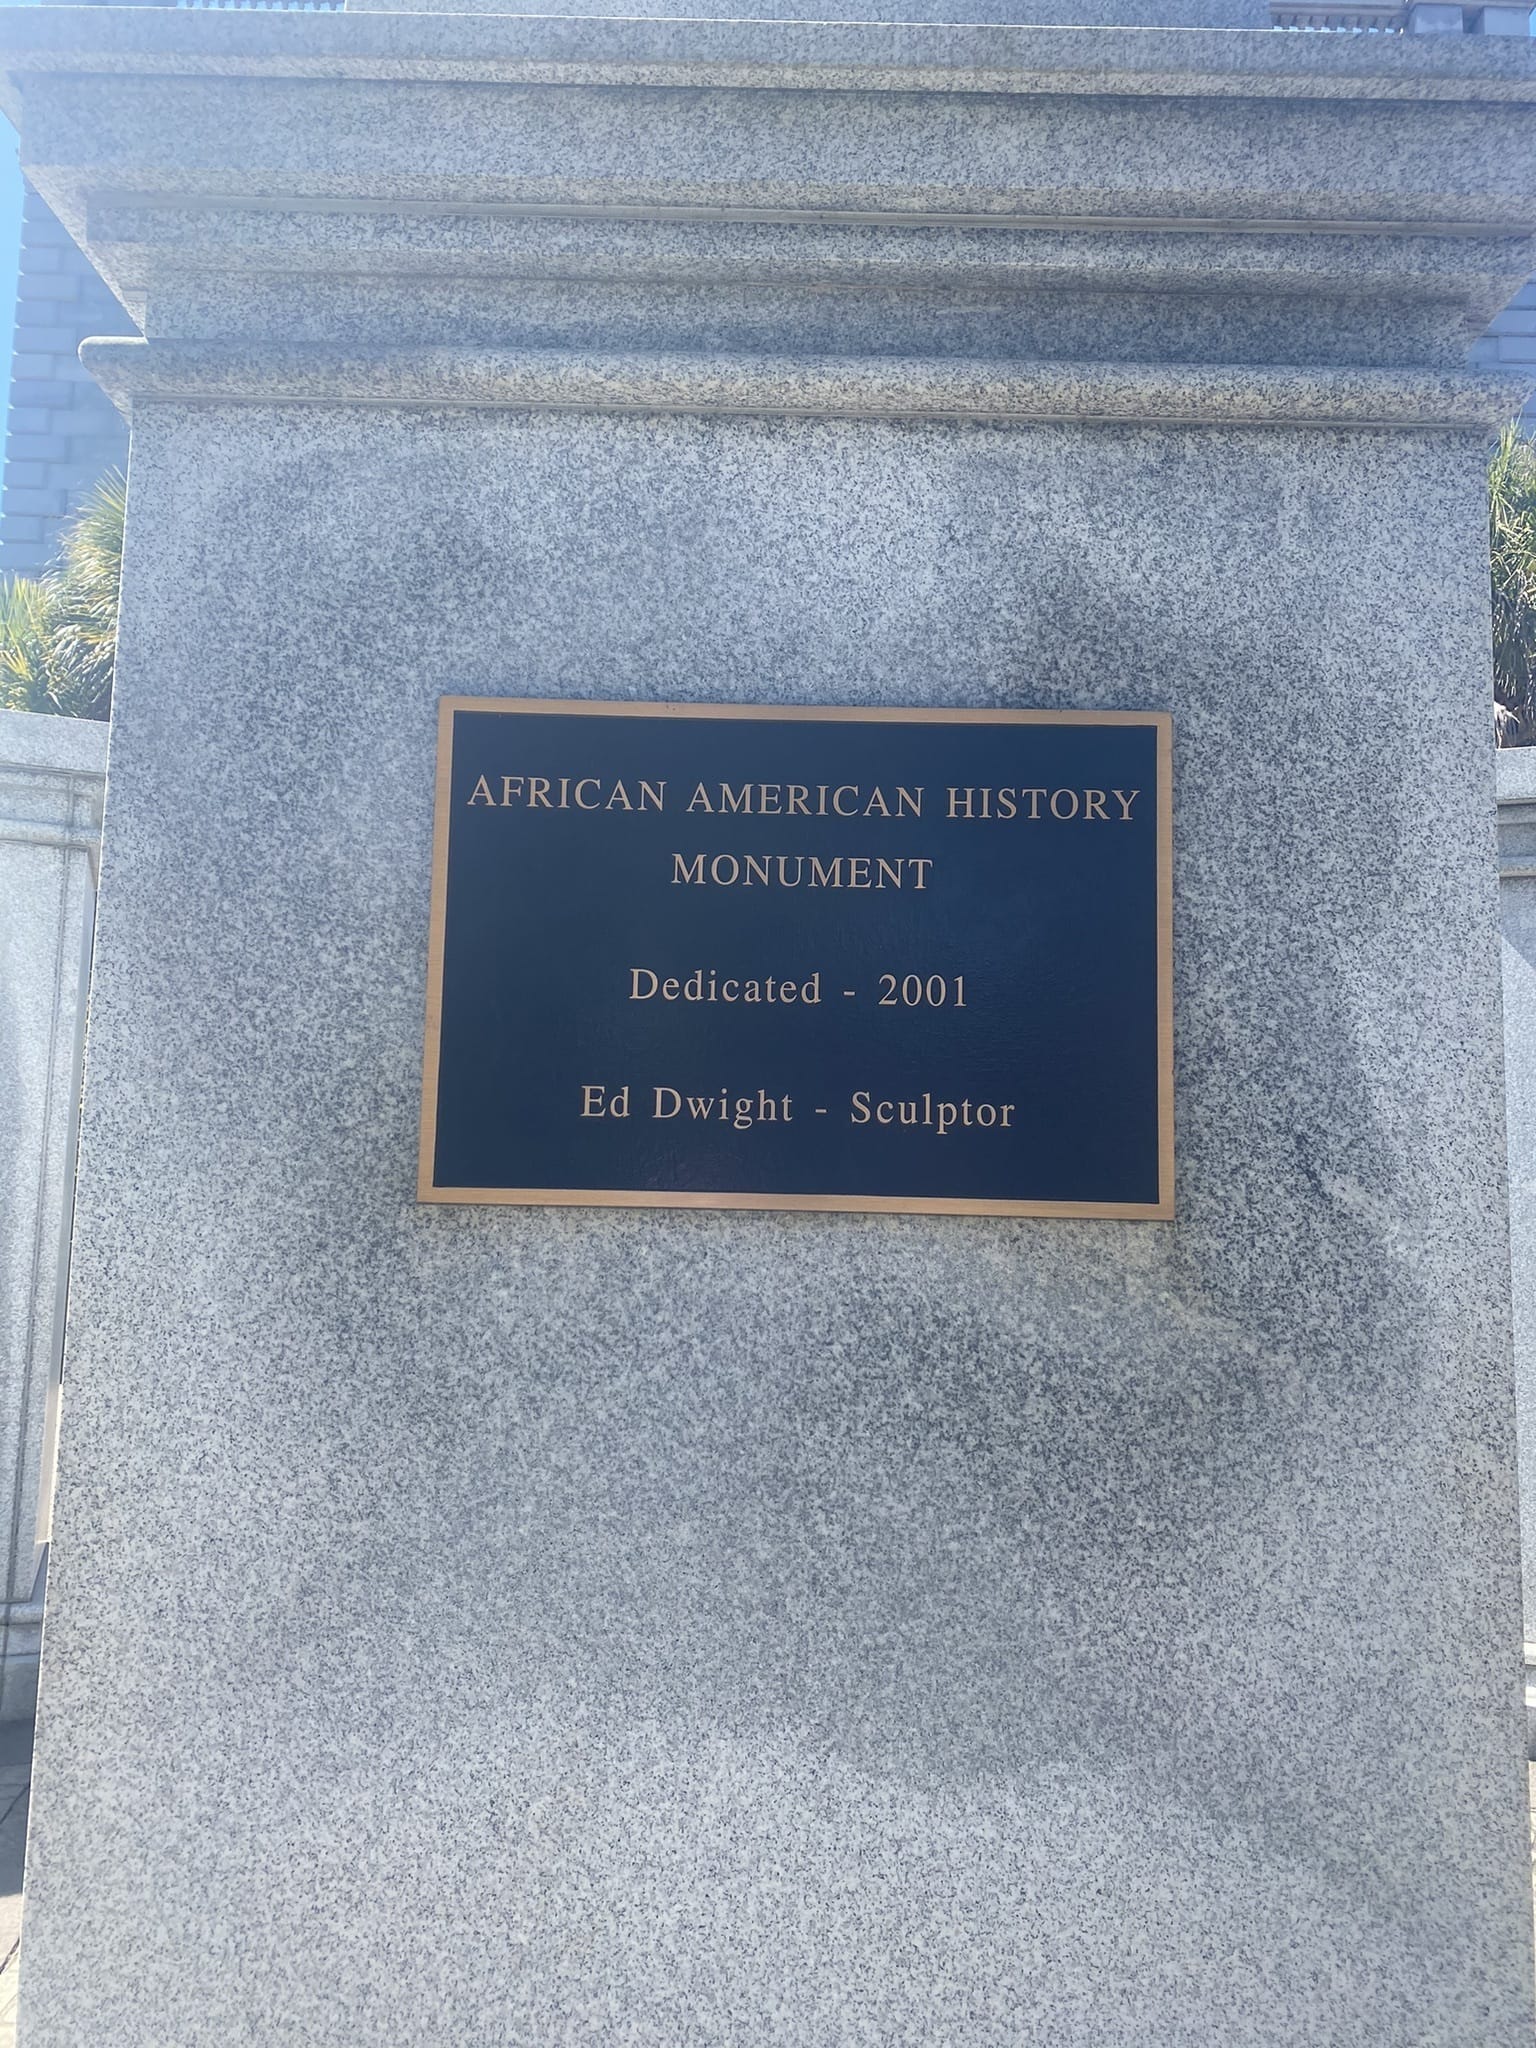 AFRICAN AMERICAN HISTORY
MONUMENT
Dedicated - 2001
Ed Dwight - Sculptor